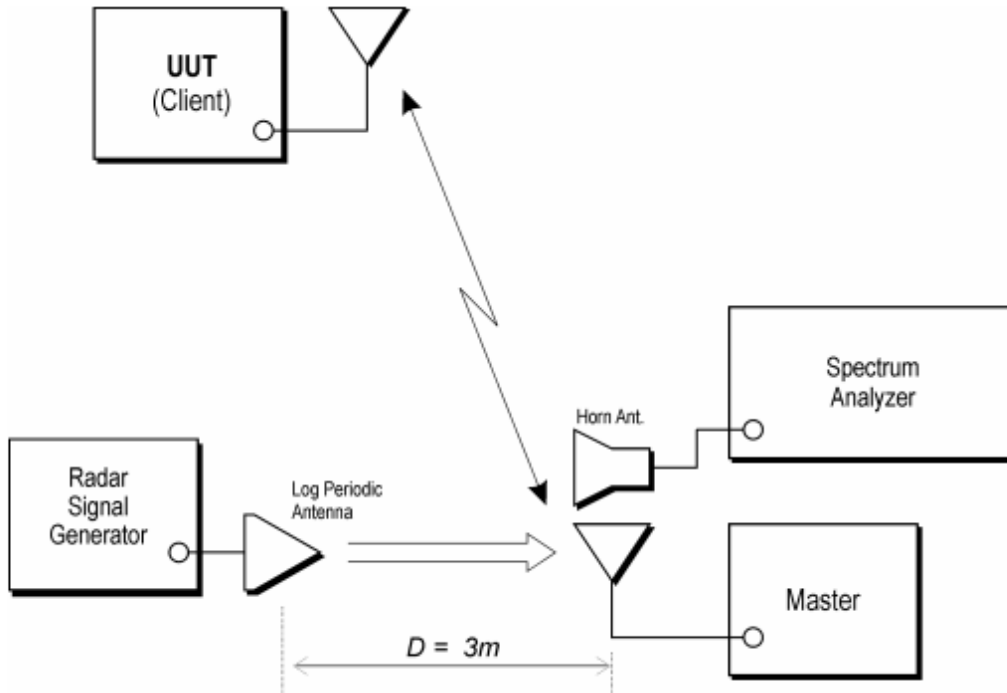 UUT
(Client)
Spectrum
Analyzer
Horn Ant.
Radar
Signal
Generator
Log Periodic
Antenna
Master
D = 3m